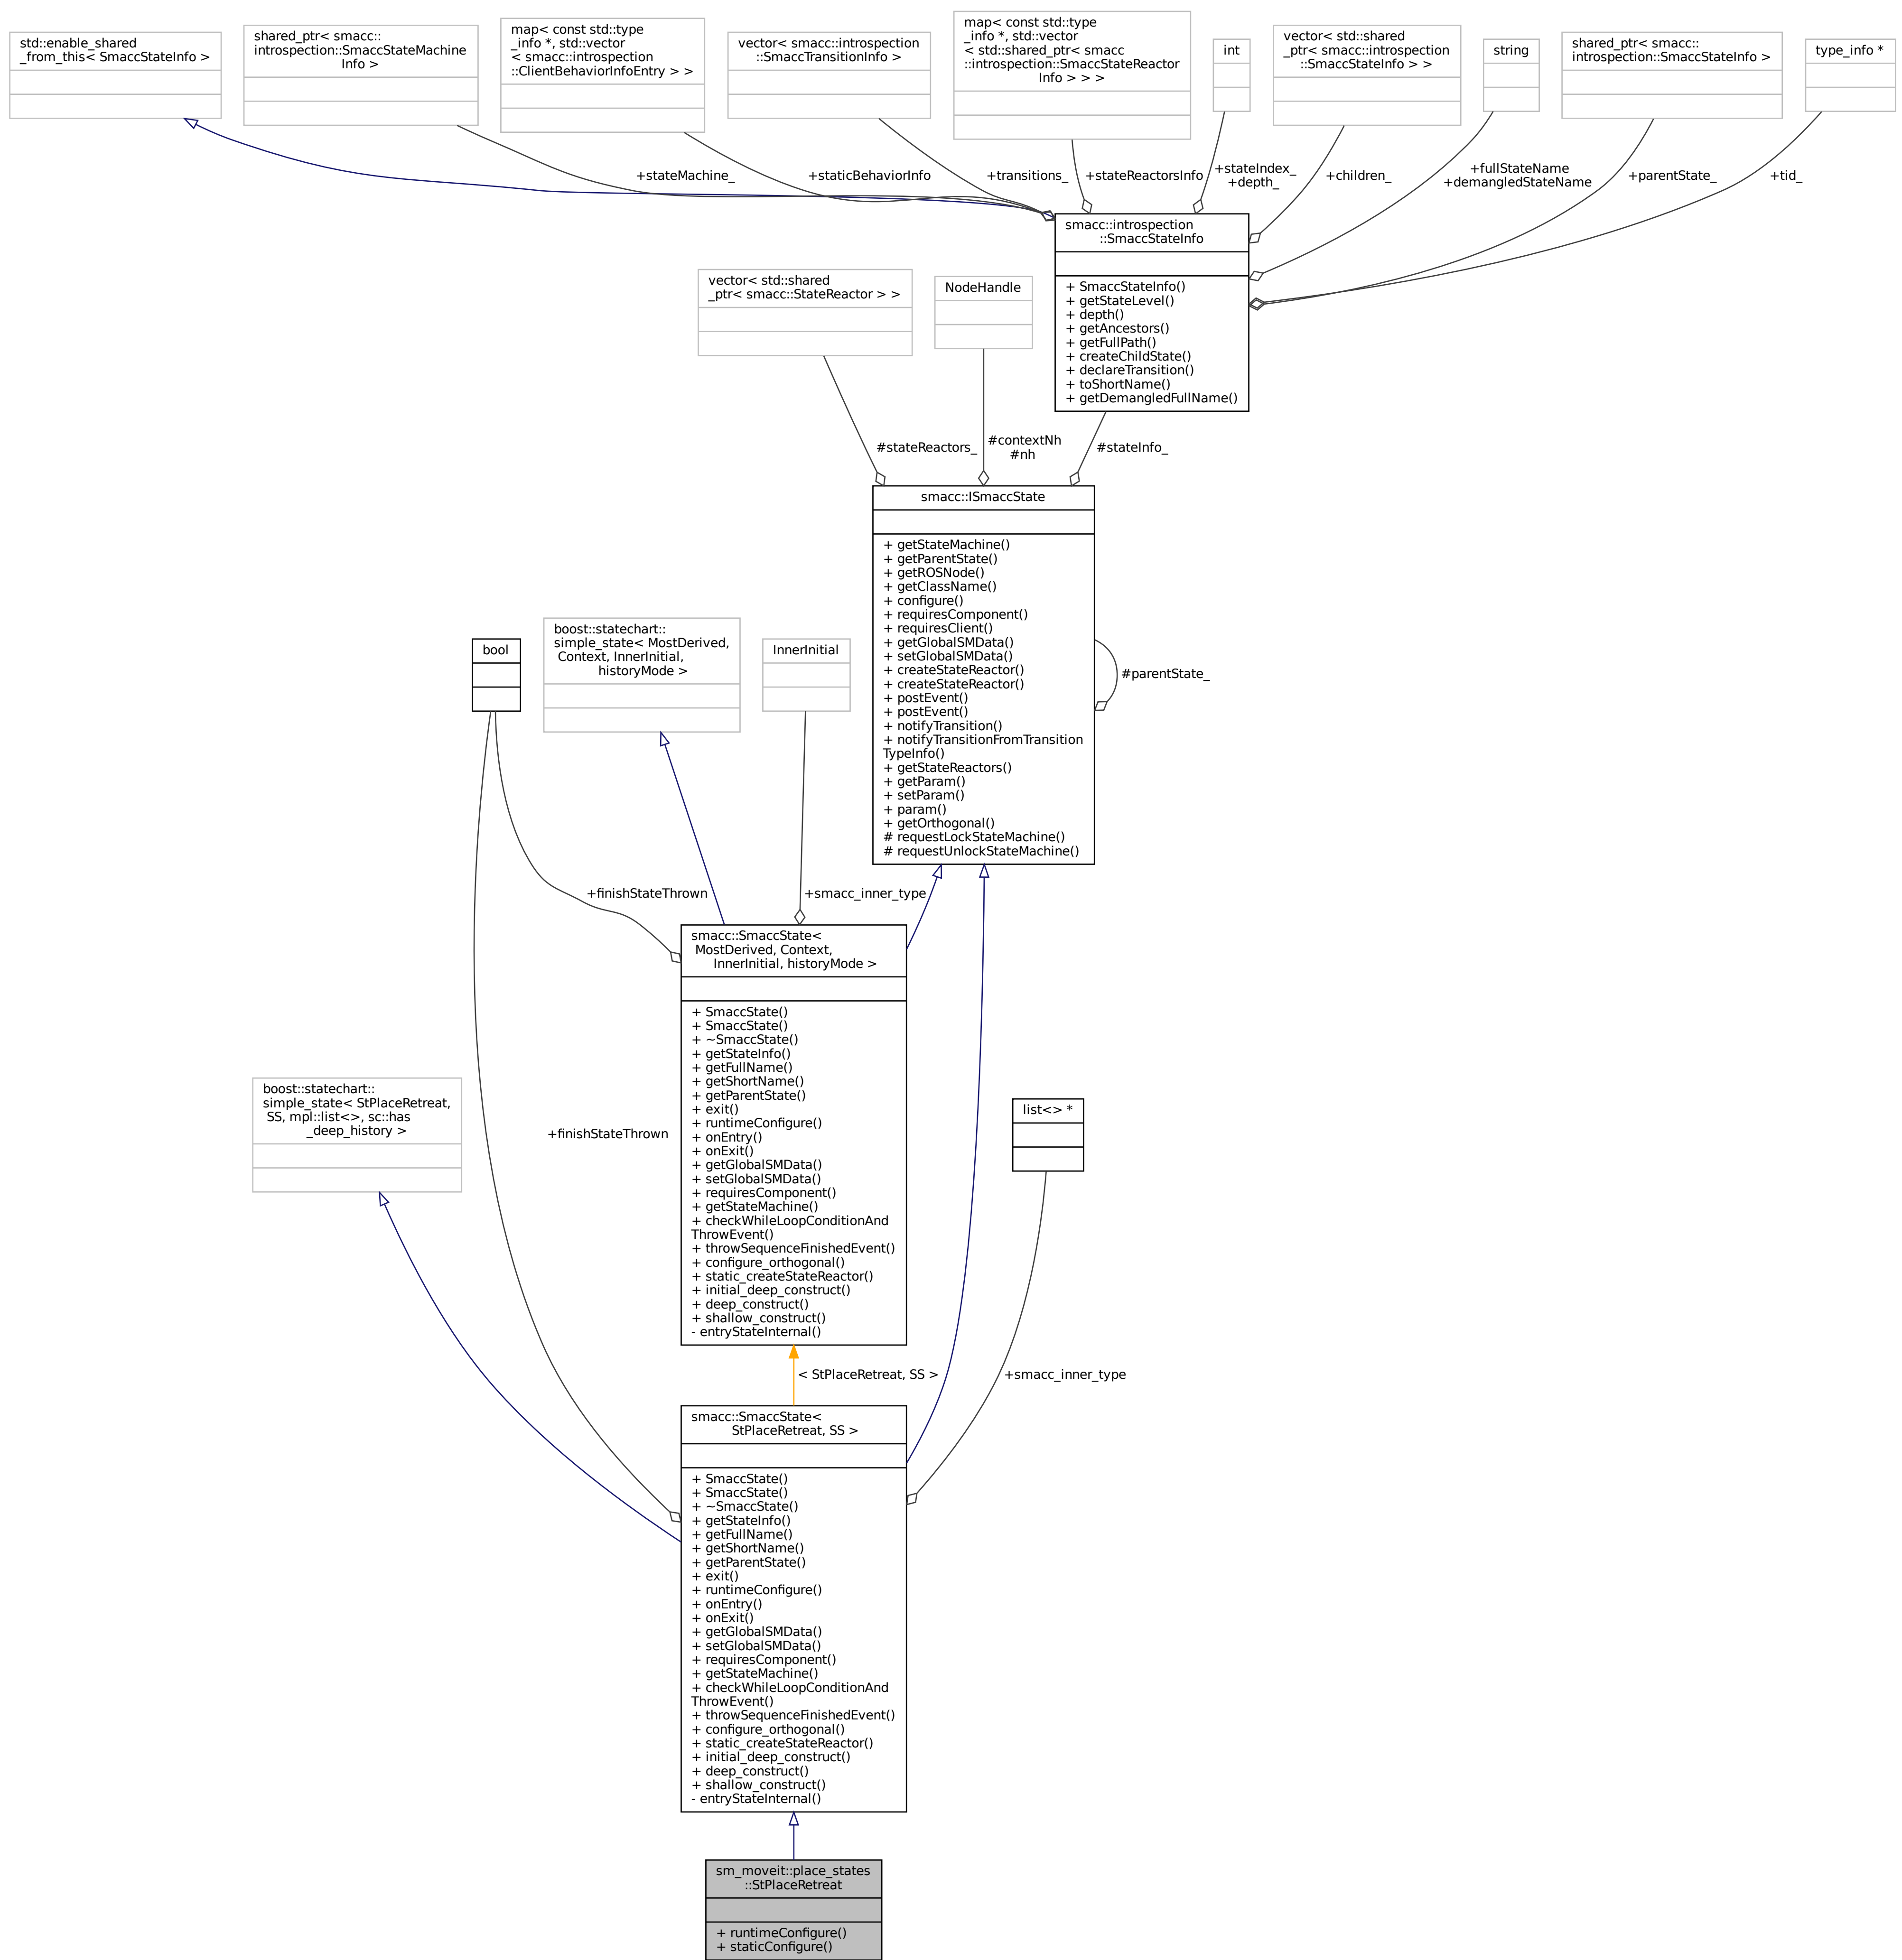 std::enable_shared
_from_this< SmaccStateInfo >
shared_ptr< smacc::
introspection::SmaccStateMachine
Info >
map< const std::type
_info *, std::vector
< smacc::introspection
::ClientBehaviorInfoEntry > >
vector< smacc::introspection
::SmaccTransitionInfo >
map< const std::type
_info *, std::vector
< std::shared_ptr< smacc
::introspection::SmaccStateReactor
Info > > >
int
vector< std::shared
_ptr< smacc::introspection
::SmaccStateInfo > >
string
shared_ptr< smacc::
introspection::SmaccStateInfo >
type_info *
+stateMachine_
+staticBehaviorInfo
+transitions_
+stateReactorsInfo
+stateIndex_
+depth_
+children_
+fullStateName
+demangledStateName
+parentState_
+tid_
smacc::introspection
::SmaccStateInfo
+ SmaccStateInfo()
+ getStateLevel()
+ depth()
+ getAncestors()
+ getFullPath()
+ createChildState()
+ declareTransition()
+ toShortName()
+ getDemangledFullName()
vector< std::shared
_ptr< smacc::StateReactor > >
NodeHandle
#stateReactors_
#contextNh
#nh
#stateInfo_
smacc::ISmaccState
+ getStateMachine()
+ getParentState()
+ getROSNode()
+ getClassName()
+ configure()
+ requiresComponent()
+ requiresClient()
+ getGlobalSMData()
+ setGlobalSMData()
+ createStateReactor()
+ createStateReactor()
+ postEvent()
+ postEvent()
+ notifyTransition()
+ notifyTransitionFromTransition
TypeInfo()
+ getStateReactors()
+ getParam()
+ setParam()
+ param()
+ getOrthogonal()
# requestLockStateMachine()
# requestUnlockStateMachine()
#parentState_
bool
boost::statechart::
simple_state< MostDerived,
Context, InnerInitial,
historyMode >
InnerInitial
+finishStateThrown
+smacc_inner_type
smacc::SmaccState<
MostDerived, Context,
InnerInitial, historyMode >
+ SmaccState()
+ SmaccState()
+ ~SmaccState()
+ getStateInfo()
+ getFullName()
+ getShortName()
+ getParentState()
+ exit()
+ runtimeConfigure()
+ onEntry()
+ onExit()
+ getGlobalSMData()
+ setGlobalSMData()
+ requiresComponent()
+ getStateMachine()
+ checkWhileLoopConditionAnd
ThrowEvent()
+ throwSequenceFinishedEvent()
+ configure_orthogonal()
+ static_createStateReactor()
+ initial_deep_construct()
+ deep_construct()
+ shallow_construct()
- entryStateInternal()
boost::statechart::
simple_state< StPlaceRetreat,
SS, mpl::list<>, sc::has
_deep_history >
+finishStateThrown
list<> *
< StPlaceRetreat, SS >
+smacc_inner_type
smacc::SmaccState<
StPlaceRetreat, SS >
+ SmaccState()
+ SmaccState()
+ ~SmaccState()
+ getStateInfo()
+ getFullName()
+ getShortName()
+ getParentState()
+ exit()
+ runtimeConfigure()
+ onEntry()
+ onExit()
+ getGlobalSMData()
+ setGlobalSMData()
+ requiresComponent()
+ getStateMachine()
+ checkWhileLoopConditionAnd
ThrowEvent()
+ throwSequenceFinishedEvent()
+ configure_orthogonal()
+ static_createStateReactor()
+ initial_deep_construct()
+ deep_construct()
+ shallow_construct()
- entryStateInternal()
sm_moveit::place_states
::StPlaceRetreat
+ runtimeConfigure()
+ staticConfigure()